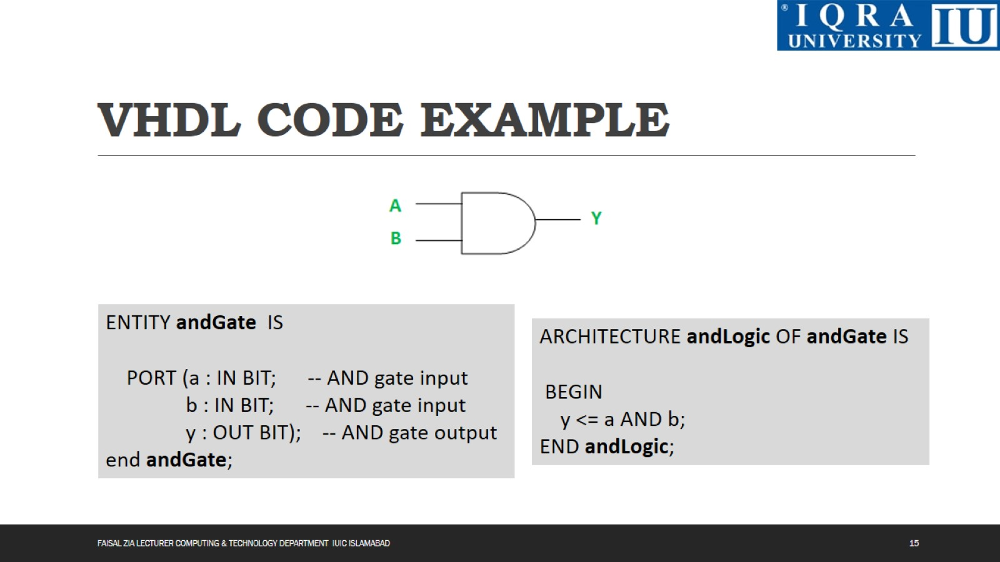 ® IQRA
UNIVERSITY IU
VHDL CODE EXAMPLE
A
B
Y
ENTITY andGate IS
PORT (a : IN BIT; -- AND gate input
b : IN BIT; -- AND gate input
y : OUT BIT); -- AND gate output
end andGate;
ARCHITECTURE andLogic OF andGate IS
BEGIN
y <= a AND b;
END andLogic;
FAISAL ZIA LECTURER COMPUTING & TECHNOLOGY DEPARTMENT IUIC ISLAMABAD
15